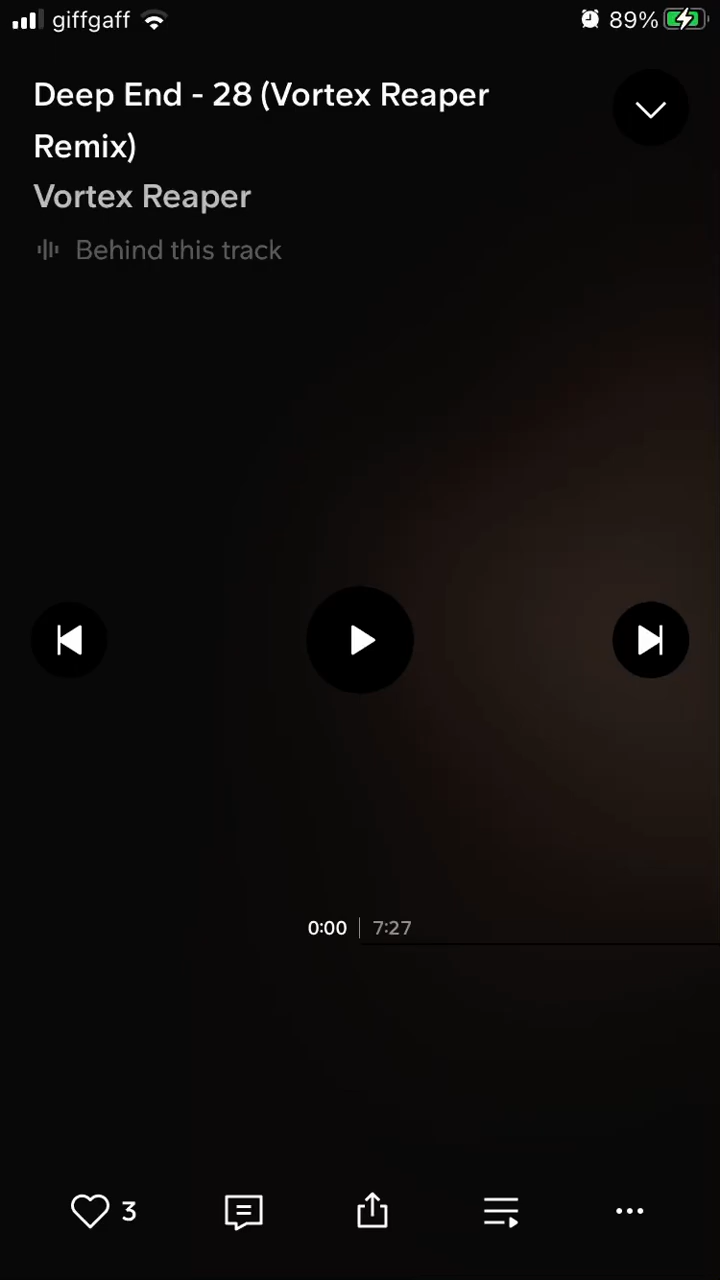 giffgaff 89%
Deep End - 28 (Vortex Reaper
Remix)
Vortex Reaper
Behind this track
0:00 7:27
3